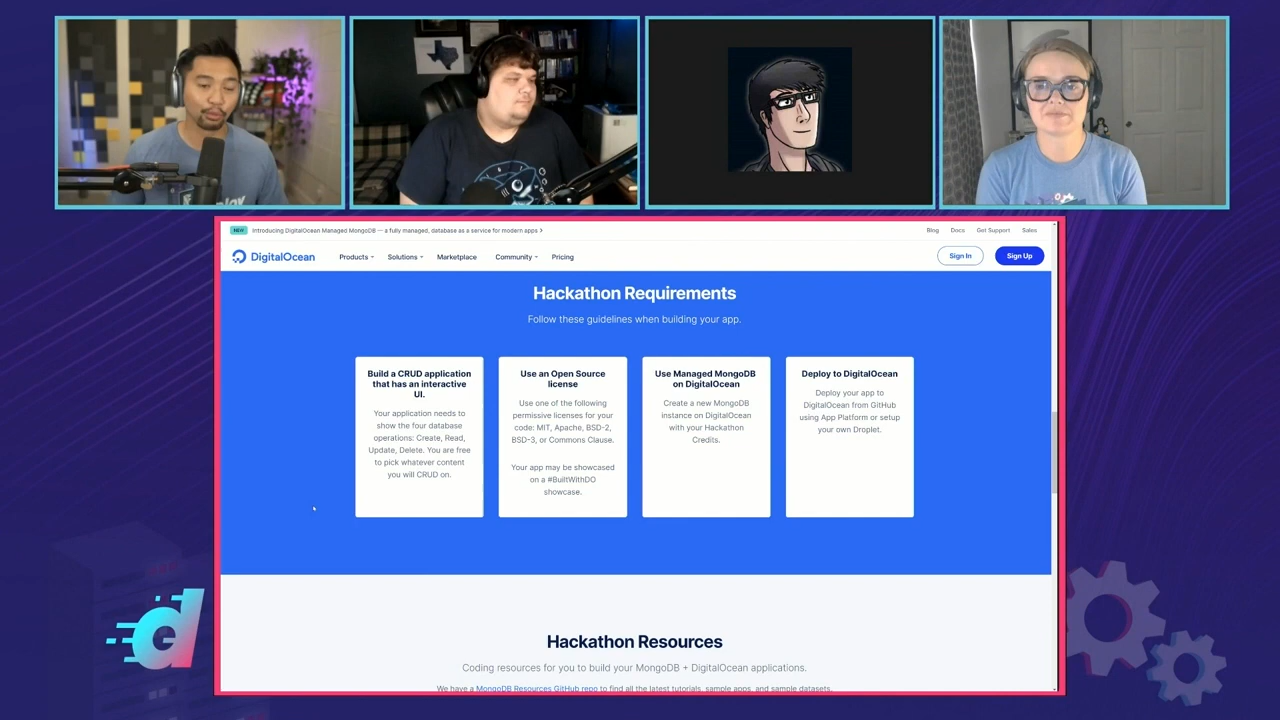 NEW Introducing DigitalOcean Managed MongoDB — a fully managed, database as a service for modern apps
Blog Docs Get Support Sales
DigitalOcean Products Solutions Marketplace Community Pricing Sign In Sign Up
Hackathon Requirements
Follow these guidelines when building your app.
Build a CRUD application
that has an interactive
UI.
Your application needs to
show the four database
operations: Create, Read,
Update, Delete. You are free
to pick whatever content
you will CRUD on.
Use an Open Source
license
Use one of the following
permissive licenses for your
code: MIT, Apache, BSD-2,
BSD-3, or Commons Clause.
Your app may be showcased
on a #BuiltWithDO
showcase.
Use Managed MongoDB
on DigitalOcean
Create a new MongoDB
instance on DigitalOcean
with your Hackathon
Credits.
Deploy to DigitalOcean
Deploy your app to
DigitalOcean from GitHub
using App Platform or setup
your own Droplet.
Hackathon Resources
Coding resources for you to build your MongoDB + DigitalOcean applications.
We have a MongoDB Resources GitHub repo to find all the latest tutorials, sample apps, and sample datasets.
d